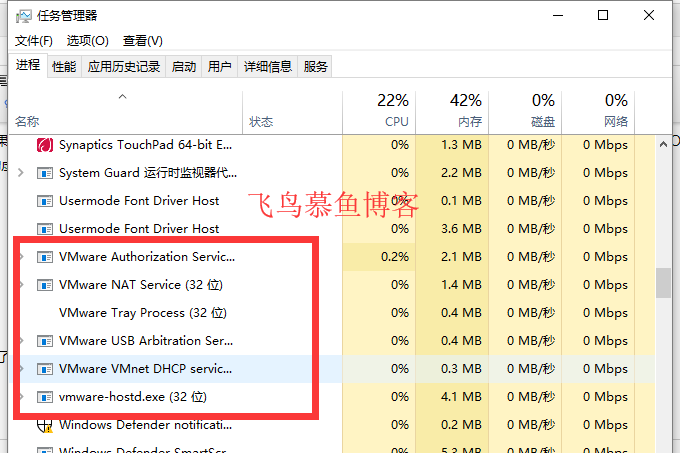 任务管理器
文件(F) 选项(O) 查看(V)
进程 性能 应用历史记录 启动 用户 详细信息 服务
22% 42% 0% 0%
名称 状态 CPU 内存 磁盘 网络
Synaptics TouchPad 64-bit E... 0% 1.3 MB 0 MB/秒 0 Mbps
System Guard 运行时监视器代... 0% 2.2 MB 0 MB/秒 0 Mbps
Usermode Font Driver Host 0% 0.1 MB 0 MB/秒 0 Mbps
飞鸟慕鱼博客
Usermode Font Driver Host 0% 3.6 MB 0 MB/秒 0 Mbps
VMware Authorization Servic... 0.2% 2.1 MB 0 MB/秒 0 Mbps
VMware NAT Service (32 位) 0% 1.4 MB 0 MB/秒 0 Mbps
VMware Tray Process (32 位) 0% 0.4 MB 0 MB/秒 0 Mbps
VMware USB Arbitration Ser... 0% 0.4 MB 0 MB/秒 0 Mbps
VMware VMnet DHCP servic... 0% 0.3 MB 0 MB/秒 0 Mbps
vmware-hostd.exe (32 位) 0% 4.1 MB 0 MB/秒 0 Mbps
Windows Defender notificati... 0% 0.2 MB 0 MB/秒 0 Mbps
Windows Defender SmartScr... 0% 5.3 MB 0 MB/秒 0 Mbps